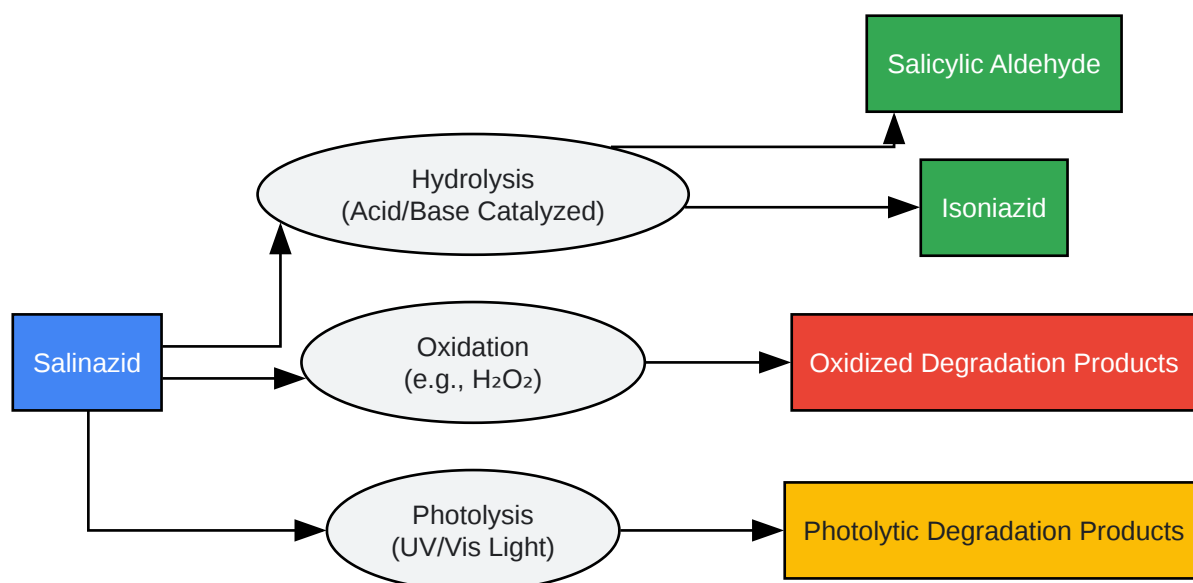 Salicylic Aldehyde
Hydrolysis
(Acid/Base Catalyzed)
Isoniazid
Salinazid
Oxidation
(e.g., H₂O₂)
Oxidized Degradation Products
Photolysis
(UV/Vis Light)
Photolytic Degradation Products